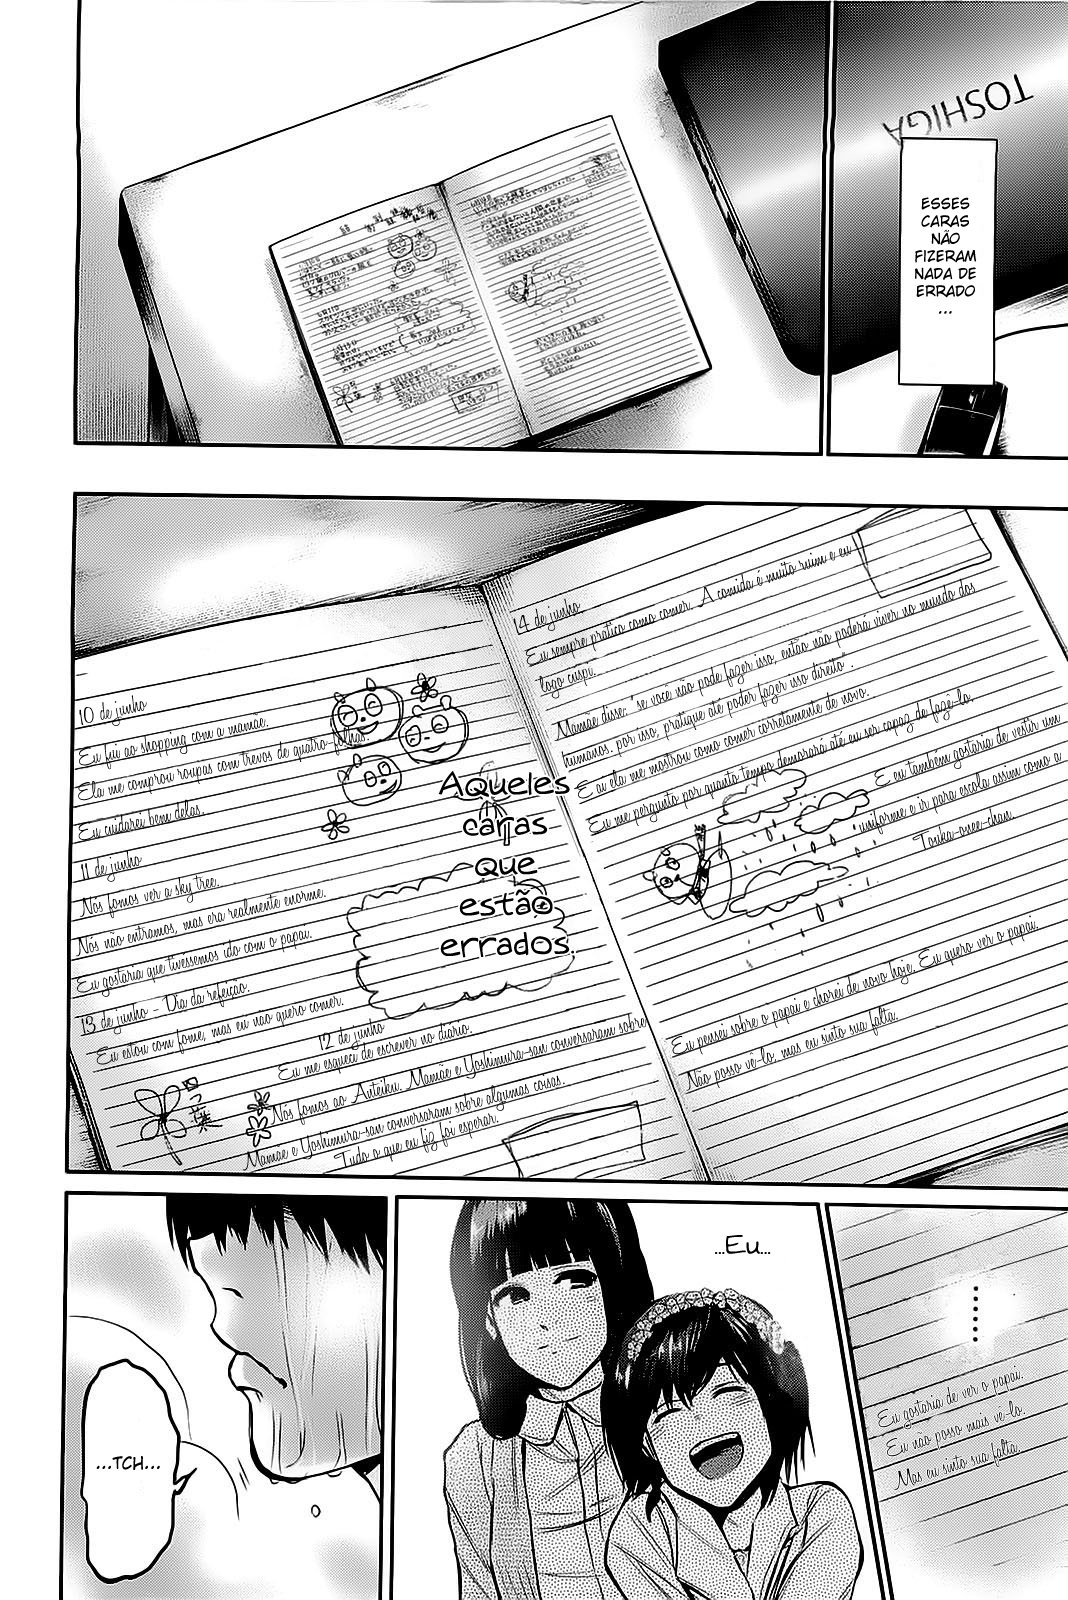 TOSHIGA
ESSES
CARAS
NÃO
FIZERAM
NADA DE
ERRADO
...
14 de junho
Eu sempre pratico como comer. A comida é muito ruim e eu
logo cuspi.
Mamãe disse: "se você não pode fazer isso, então não poderá viver no mundo dos
humanos. por isso, pratique até poder fazer isso direito".
E aí ela me mostrou como comer corretamente de novo.
Eu me pergunto por quanto tempo demorará até eu ser capaz de fazê-lo.
E eu também gostaria de vestir um
uniforme e ir para escola assim como a
Touka-onee-chan.
Eu pensei sobre o papai e chorei de novo hoje. Eu quero ver o papai.
Não posso vê-lo, mas eu sinto sua falta.
10 de junho
Eu fui ao shopping com a mamãe.
Ela me comprou roupas com trevos de quatro-folhas.
Eu cuidarei bem delas.
11 de junho
Nós fomos ver a sky tree.
Nós não entramos, mas era realmente enorme.
Eu gostaria que tivessemos ido com o papai.
13 de junho - Dia da refeição.
Eu estou com fome, mas eu não quero comer.
12 de junho
Eu me esqueci de escrever no diário.
Nós fomos ao Anteiku. Mamãe e Yoshimura-san conversaram sobre
Mamãe e Yoshimura-san conversaram sobre algumas coisas.
Tudo o que eu fiz foi esperar.
四つ葉
Aqueles
caras
que
estão
errados.
.......
Eu gostaria de ver o papai.
Eu não posso mais vê-lo.
Mas eu sinto sua falta.
...Eu...
...TCH...